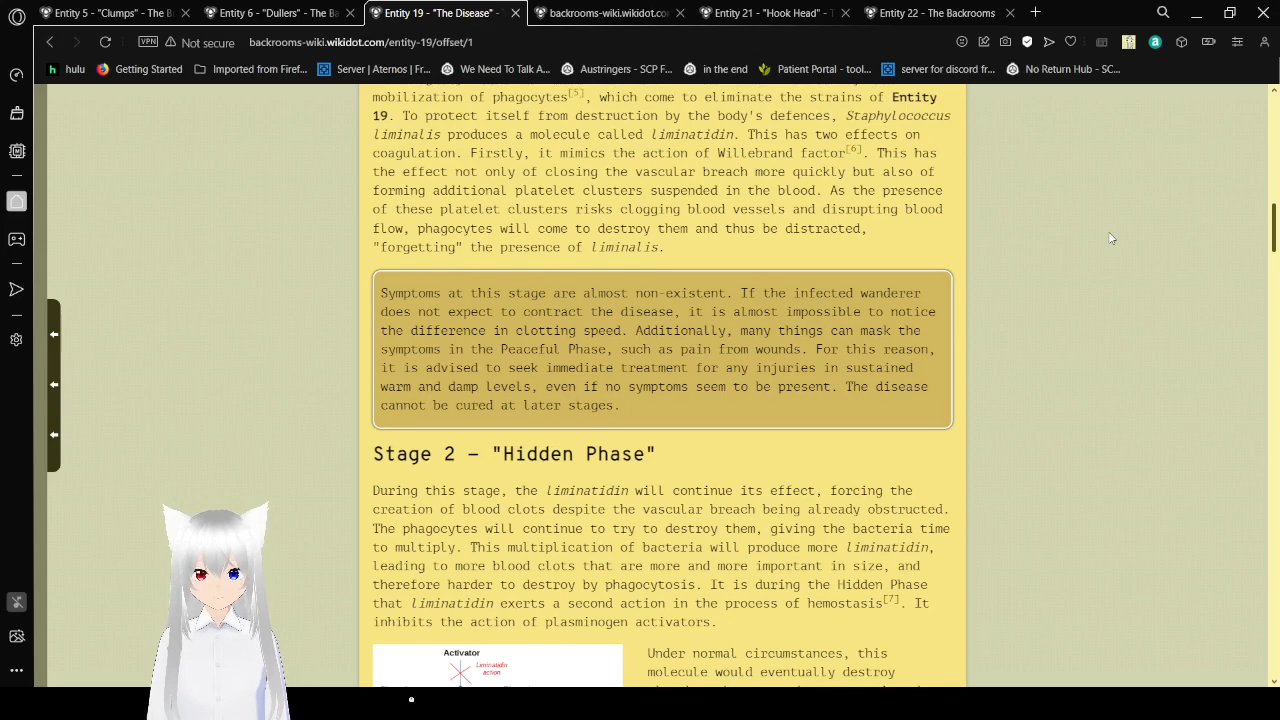 Entity 5 - "Clumps" - The B
Entity 6 - "Dullers" - The Ba
Entity 19 - "The Disease" -
backrooms-wiki.wikidot.co
Entity 21 - "Hook Head" - T
Entity 22 - The Backrooms
VPN
Not secure
backrooms-wiki.wikidot.com/entity-19/offset/1
hulu
Getting Started
Imported from Firef...
Server | Aternos | Fr...
We Need To Talk A...
Austringers - SCP F...
in the end
Patient Portal - tool...
server for discord fr...
No Return Hub - SC...
mobilization of phagocytes[5], which come to eliminate the strains of Entity
19. To protect itself from destruction by the body's defences, Staphylococcus
liminalis produces a molecule called liminatidin. This has two effects on
coagulation. Firstly, it mimics the action of Willebrand factor[6]. This has
the effect not only of closing the vascular breach more quickly but also of
forming additional platelet clusters suspended in the blood. As the presence
of these platelet clusters risks clogging blood vessels and disrupting blood
flow, phagocytes will come to destroy them and thus be distracted,
"forgetting" the presence of liminalis.
Symptoms at this stage are almost non-existent. If the infected wanderer
does not expect to contract the disease, it is almost impossible to notice
the difference in clotting speed. Additionally, many things can mask the
symptoms in the Peaceful Phase, such as pain from wounds. For this reason,
it is advised to seek immediate treatment for any injuries in sustained
warm and damp levels, even if no symptoms seem to be present. The disease
cannot be cured at later stages.
Stage 2 – "Hidden Phase"
During this stage, the liminatidin will continue its effect, forcing the
creation of blood clots despite the vascular breach being already obstructed.
The phagocytes will continue to try to destroy them, giving the bacteria time
to multiply. This multiplication of bacteria will produce more liminatidin,
leading to more blood clots that are more and more important in size, and
therefore harder to destroy by phagocytosis. It is during the Hidden Phase
that liminatidin exerts a second action in the process of hemostasis[7]. It
inhibits the action of plasminogen activators.
Activator
Liminatidin
action
Under normal circumstances, this
molecule would eventually destroy